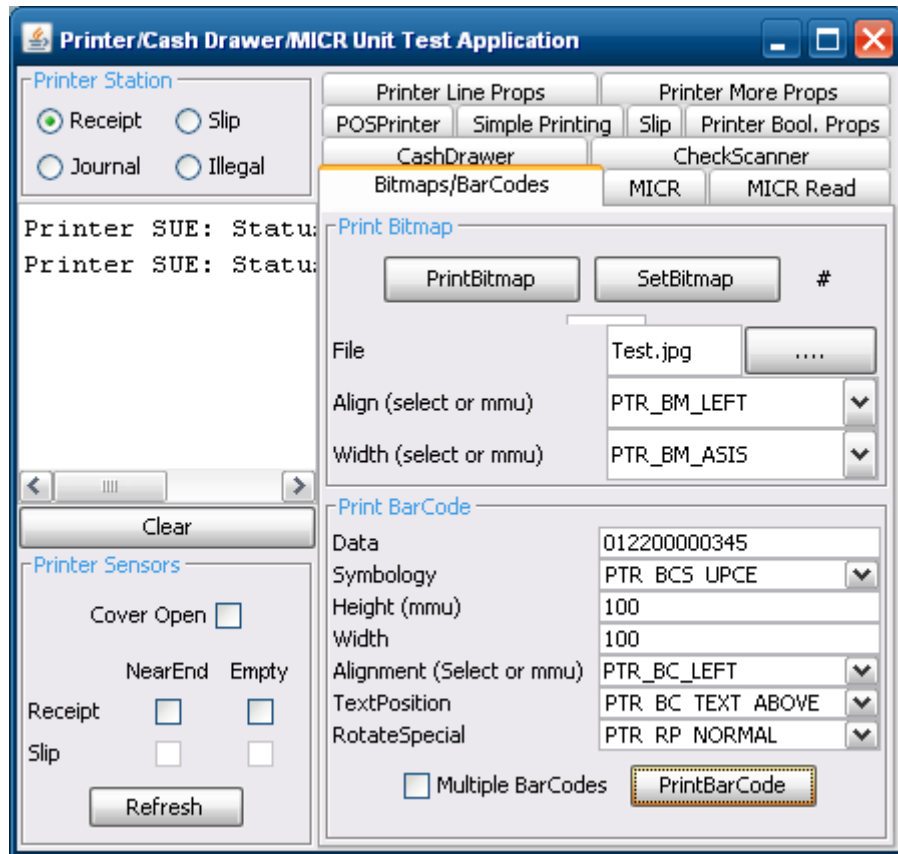 Printer/Cash Drawer/MICR Unit Test Application
Printer Station
Receipt Slip
Journal Illegal
Printer SUE: Statu
Printer SUE: Statu
Clear
Printer Sensors
Cover Open
NearEnd Empty
Receipt
Slip
Refresh
Printer Line Props Printer More Props
POSPrinter Simple Printing Slip Printer Bool. Props
CashDrawer CheckScanner
Bitmaps/BarCodes MICR MICR Read
Print Bitmap
PrintBitmap SetBitmap #
File Test.jpg ....
Align (select or mmu) PTR_BM_LEFT
Width (select or mmu) PTR_BM_ASIS
Print BarCode
Data 012200000345
Symbology PTR_BCS_UPCE
Height (mmu) 100
Width 100
Alignment (Select or mmu) PTR_BC_LEFT
TextPosition PTR_BC_TEXT_ABOVE
RotateSpecial PTR_RP_NORMAL
Multiple BarCodes PrintBarCode